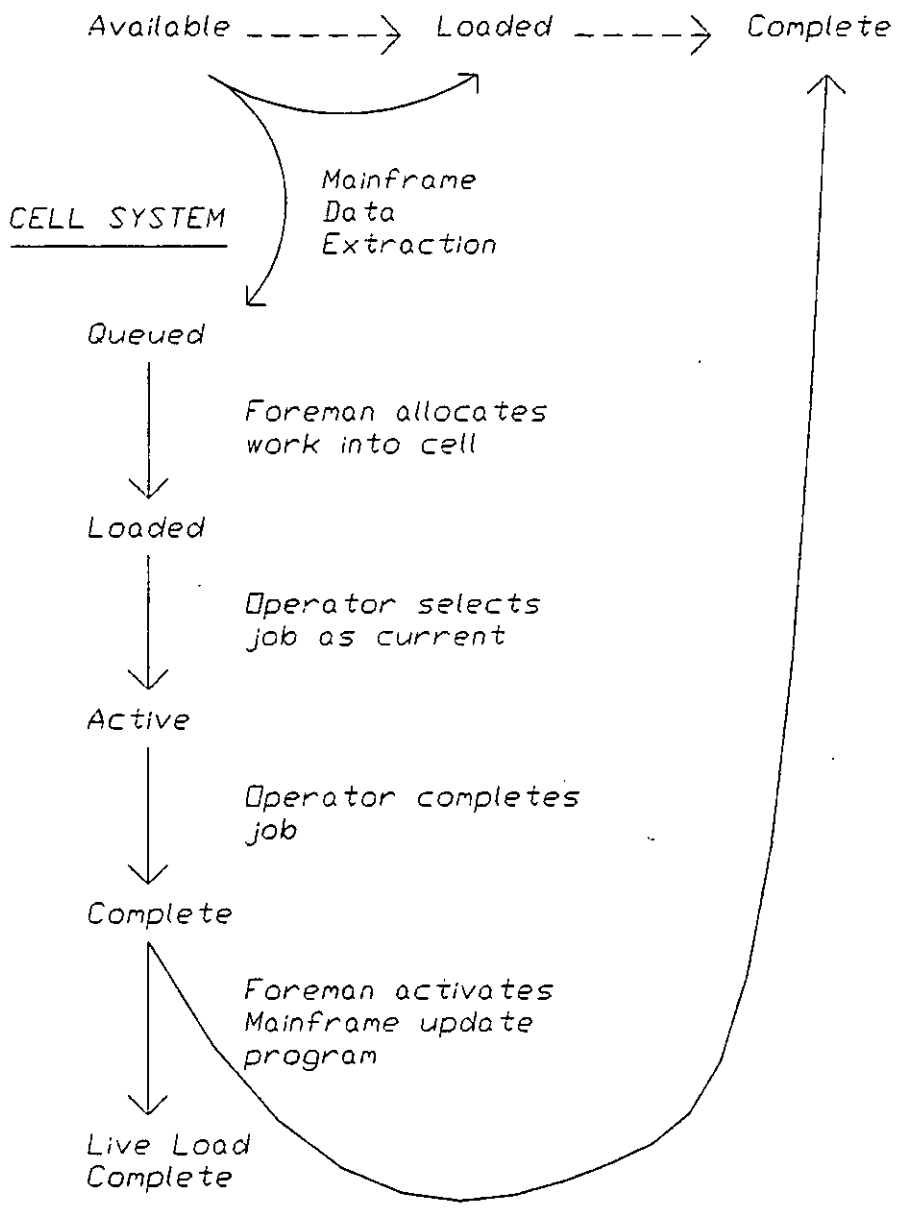 Available Loaded Complete
Mainframe
Data
Extraction
CELL SYSTEM
Queued
Foreman allocates
work into cell
Loaded
Operator selects
job as current
Active
Operator completes
job
Complete
Foreman activates
Mainframe update
program
Live Load
Complete